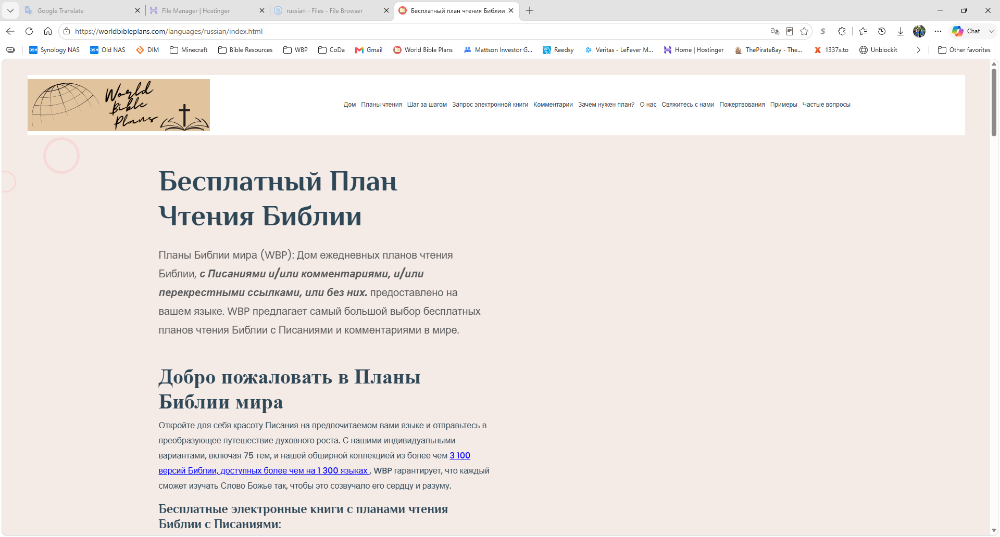 Google Translate
File Manager | Hostinger
russian - Files - File Browser
Бесплатный план чтения Библии
https://worldbibleplans.com/languages/russian/index.html
Chat
Synology NAS
Old NAS
DIM
Minecraft
Bible Resources
WBP
CoDa
Gmail
World Bible Plans
Mattson Investor G...
Reedsy
Veritas - LeFever M...
Home | Hostinger
ThePirateBay - The...
1337x.to
Unblockit
Other favorites
World
Bible
Plans
Дом Планы чтения Шаг за шагом Запрос электронной книги Комментарии Зачем нужен план? О нас Свяжитесь с нами Пожертвования Примеры Частые вопросы
Бесплатный План
Чтения Библии
Планы Библии мира (WBP): Дом ежедневных планов чтения
Библии, с Писаниями и/или комментариями, и/или
перекрестными ссылками, или без них. предоставлено на
вашем языке. WBP предлагает самый большой выбор бесплатных
планов чтения Библии с Писаниями и комментариями в мире.
Добро пожаловать в Планы
Библии мира
Откройте для себя красоту Писания на предпочитаемом вами языке и отправьтесь в
преобразующее путешествие духовного роста. С нашими индивидуальными
вариантами, включая 75 тем, и нашей обширной коллекцией из более чем 3 100
версий Библии, доступных более чем на 1 300 языках , WBP гарантирует, что каждый
сможет изучать Слово Божье так, чтобы это созвучало его сердцу и разуму.
Бесплатные электронные книги с планами чтения
Библии с Писаниями: